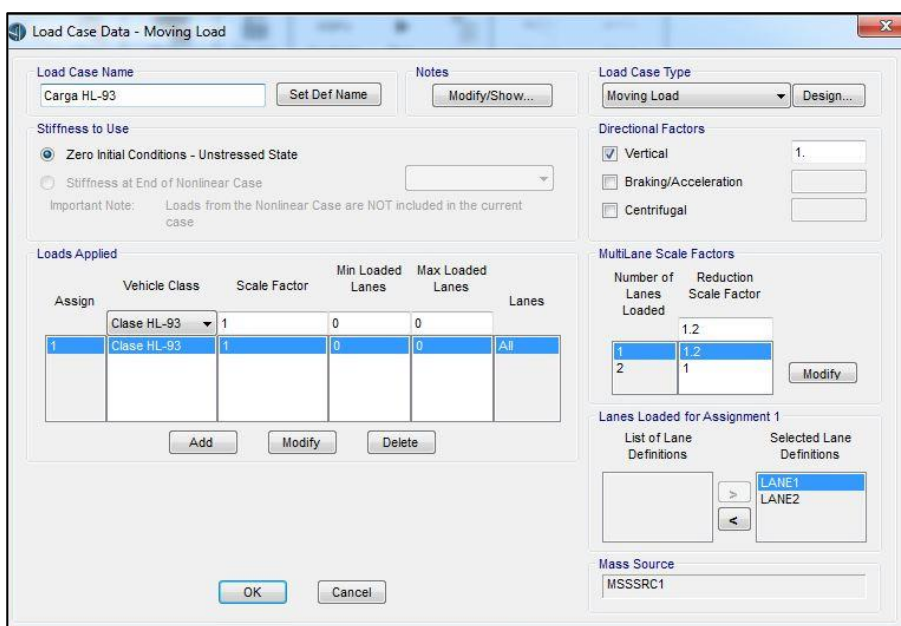 Load Case Data - Moving Load
Load Case Name
Carga HL-93
Set Def Name
Notes
Modify/Show...
Load Case Type
Moving Load
Design...
Stiffness to Use
Zero Initial Conditions - Unstressed State
Stiffness at End of Nonlinear Case
Important Note: Loads from the Nonlinear Case are NOT included in the current
case
Directional Factors
Vertical 1.
Braking/Acceleration
Centrifugal
Loads Applied
Assign
Vehicle Class
Scale Factor
Min Loaded
Lanes
Max Loaded
Lanes
Lanes
Clase HL-93 1 0 0
1 Clase HL-93 1 0 0 All
Add
Modify
Delete
MultiLane Scale Factors
Number of
Lanes
Loaded
Reduction
Scale Factor
1.2
1 1.2
2 1
Modify
Lanes Loaded for Assignment 1
List of Lane
Definitions
Selected Lane
Definitions
>
<
LANE1
LANE2
Mass Source
MSSSRC1
OK
Cancel